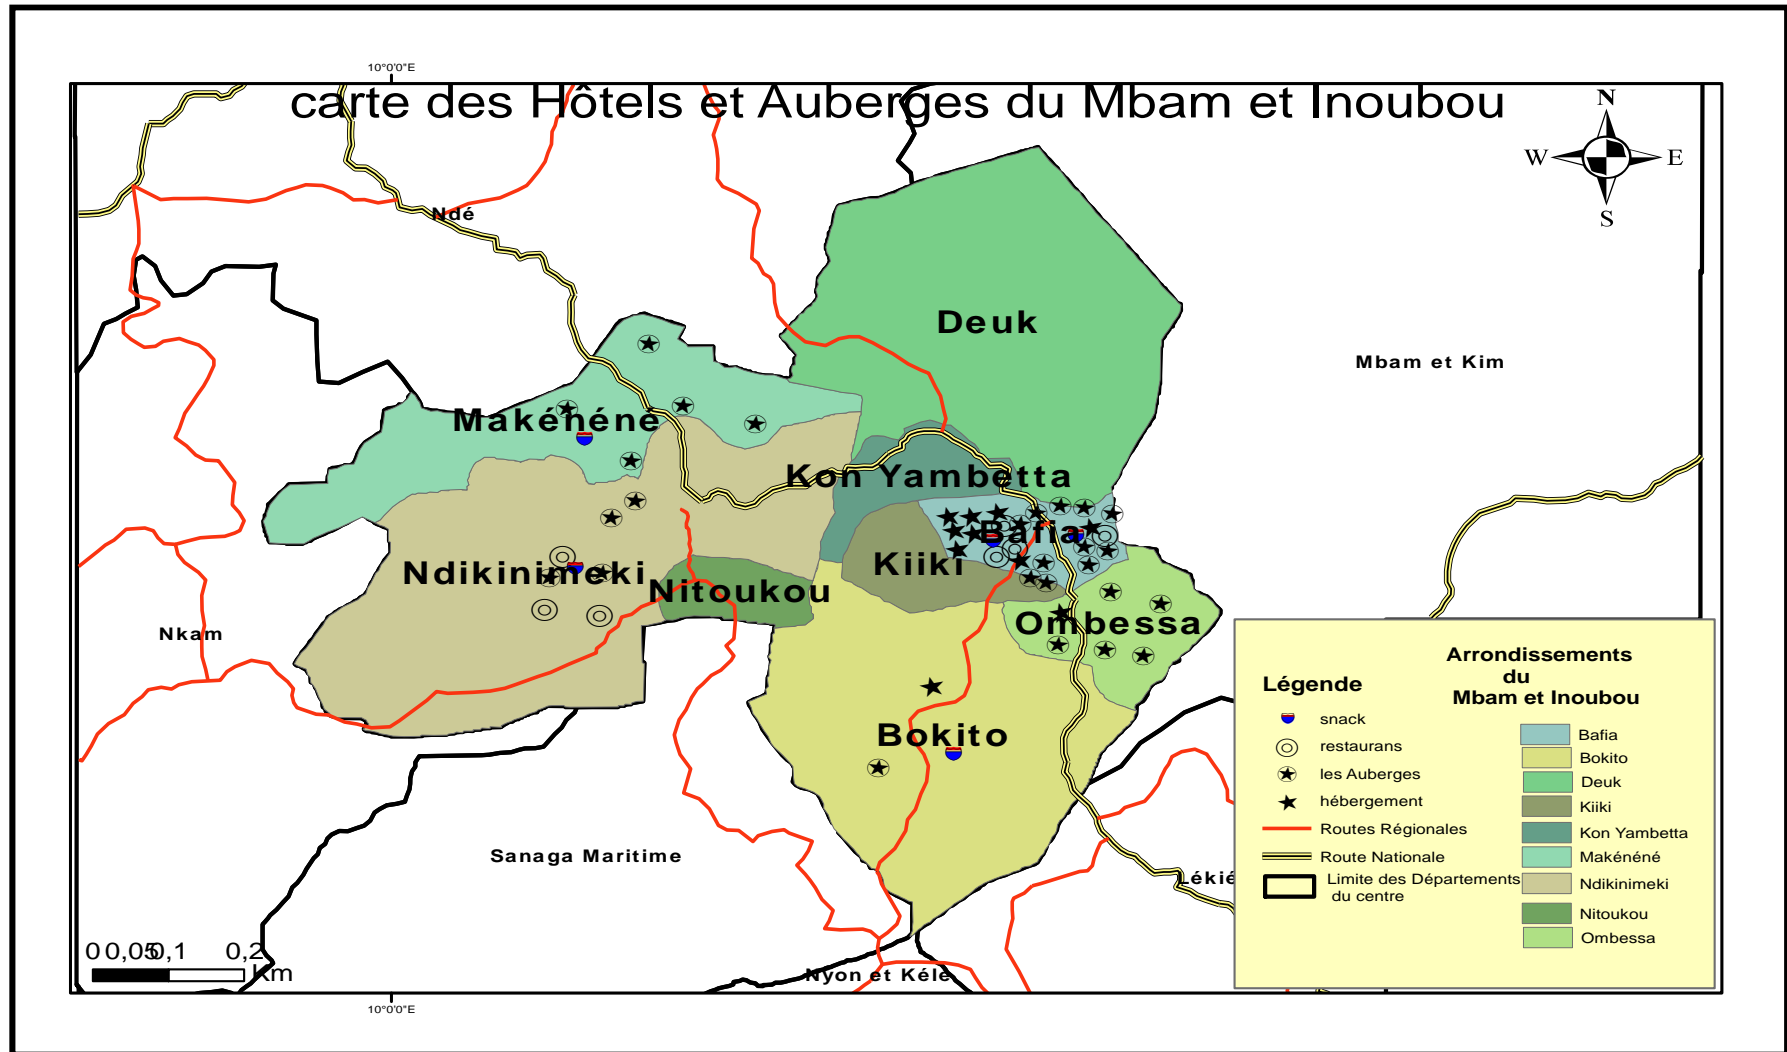 10°0'0"E
carte des Hôtels et Auberges du Mbam et Inoubou
N
W
E
S
Ndé
Deuk
Mbam et Kim
Makénéné
Kon Yambetta
Bafia
Kiiki
Ndikinimeki
Nitoukou
Ombessa
Nkam
Bokito
Sanaga Maritime
Lékié
Nyon et Kéle
0 0,05 0,1 0,2
Km
10°0'0"E
Légende
snack
restaurans
les Auberges
hébergement
Routes Régionales
Route Nationale
Limite des Départements
du centre
Arrondissements
du
Mbam et Inoubou
Bafia
Bokito
Deuk
Kiiki
Kon Yambetta
Makénéné
Ndikinimeki
Nitoukou
Ombessa